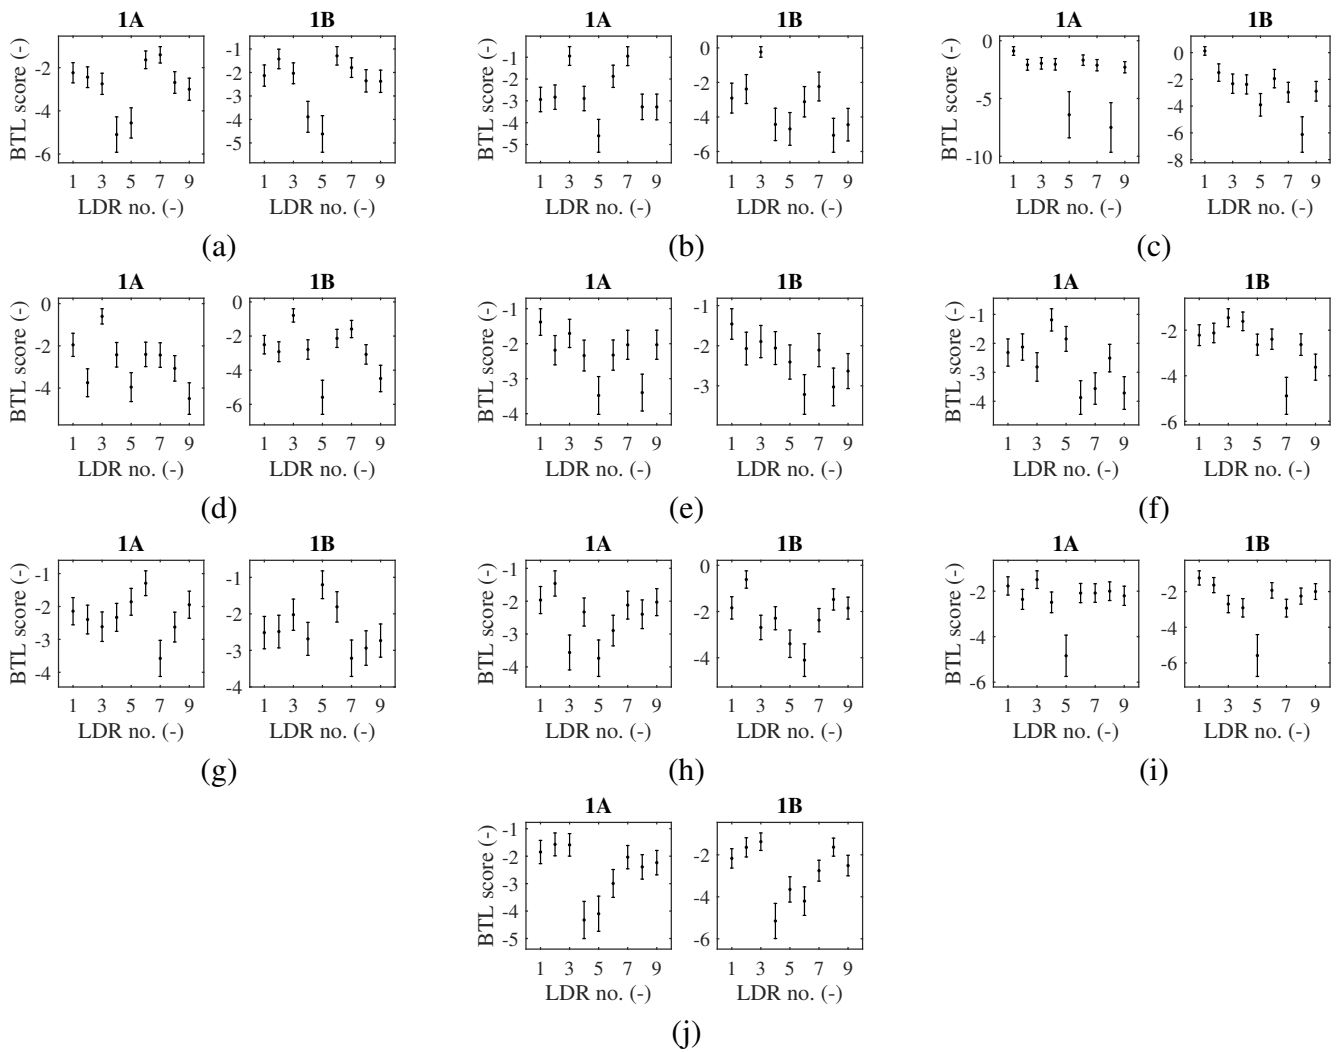 1A 1B
BTL score (-)
-2
-4
-6
-1
-2
-3
-4
-5
1 3 5 7 9 1 3 5 7 9
LDR no. (-) LDR no. (-)
(a)
1A 1B
BTL score (-)
-1
-2
-3
-4
-5
0
-2
-4
-6
1 3 5 7 9 1 3 5 7 9
LDR no. (-) LDR no. (-)
(b)
1A 1B
BTL score (-)
0
-5
-10
0
-2
-4
-6
-8
1 3 5 7 9 1 3 5 7 9
LDR no. (-) LDR no. (-)
(c)
1A 1B
BTL score (-)
0
-2
-4
0
-2
-4
-6
1 3 5 7 9 1 3 5 7 9
LDR no. (-) LDR no. (-)
(d)
1A 1B
BTL score (-)
-1
-2
-3
-4
-1
-2
-3
1 3 5 7 9 1 3 5 7 9
LDR no. (-) LDR no. (-)
(e)
1A 1B
BTL score (-)
-1
-2
-3
-4
-2
-4
-6
1 3 5 7 9 1 3 5 7 9
LDR no. (-) LDR no. (-)
(f)
1A 1B
BTL score (-)
-1
-2
-3
-4
-1
-2
-3
-4
1 3 5 7 9 1 3 5 7 9
LDR no. (-) LDR no. (-)
(g)
1A 1B
BTL score (-)
-1
-2
-3
-4
0
-2
-4
1 3 5 7 9 1 3 5 7 9
LDR no. (-) LDR no. (-)
(h)
1A 1B
BTL score (-)
-2
-4
-6
-2
-4
-6
1 3 5 7 9 1 3 5 7 9
LDR no. (-) LDR no. (-)
(i)
1A 1B
BTL score (-)
-1
-2
-3
-4
-5
-2
-4
-6
1 3 5 7 9 1 3 5 7 9
LDR no. (-) LDR no. (-)
(j)